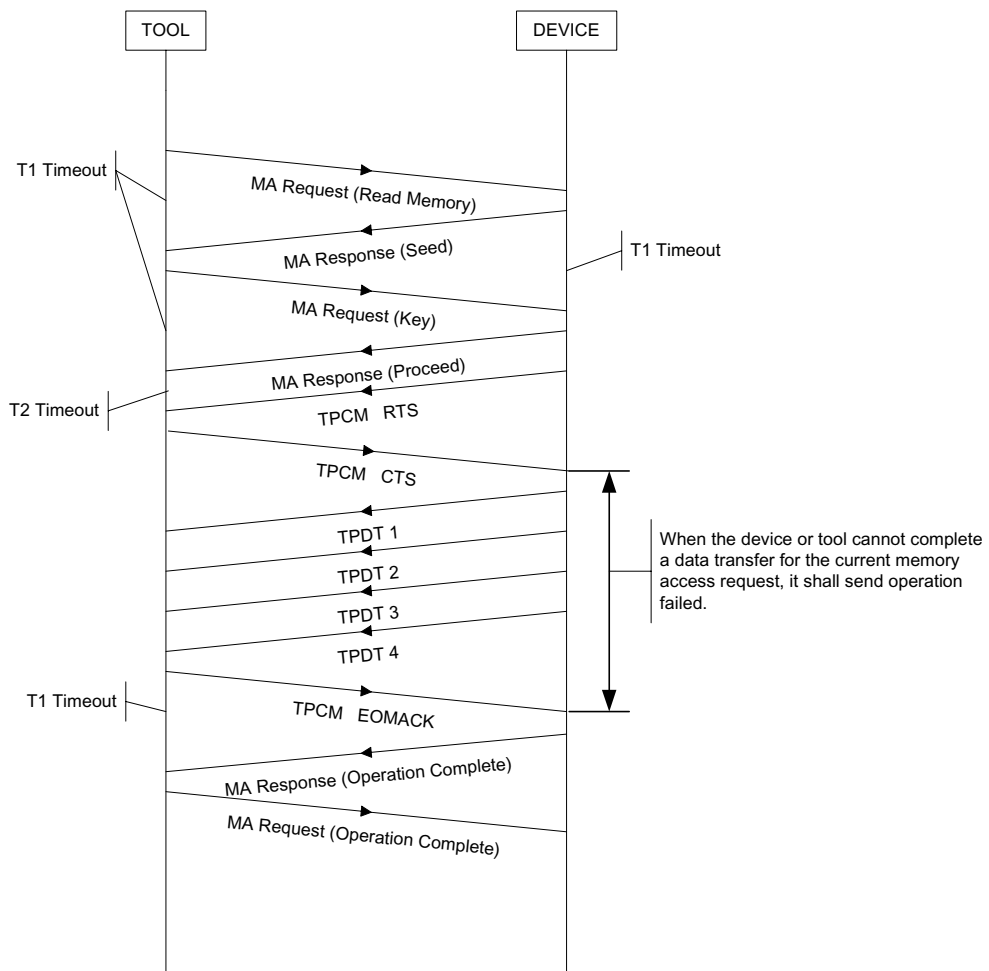 TOOL
DEVICE
T1 Timeout
MA Request (Read Memory)
MA Response (Seed)
T1 Timeout
MA Request (Key)
MA Response (Proceed)
T2 Timeout
TPCM RTS
TPCM CTS
TPDT 1
When the device or tool cannot complete
a data transfer for the current memory
access request, it shall send operation
failed.
TPDT 2
TPDT 3
TPDT 4
T1 Timeout
TPCM EOMACK
MA Response (Operation Complete)
MA Request (Operation Complete)